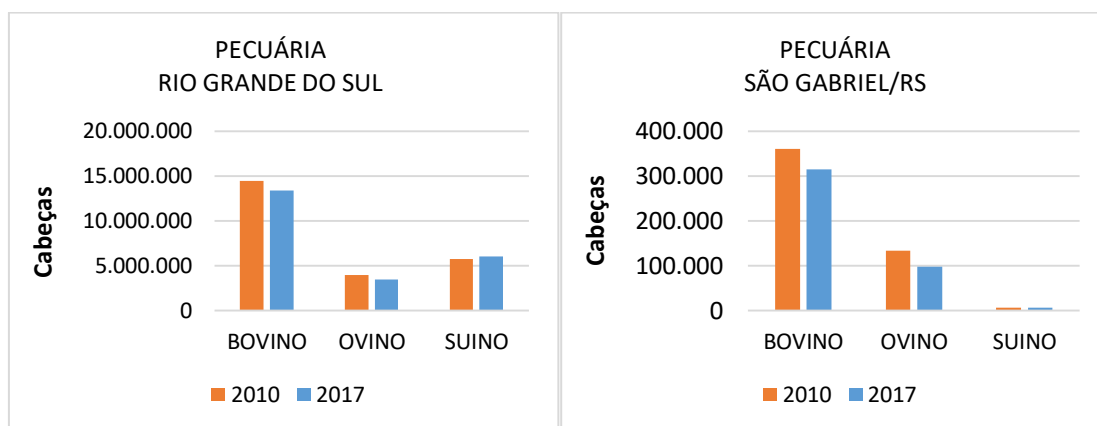 PECUÁRIA
RIO GRANDE DO SUL
Cabeças
20.000.000
15.000.000
10.000.000
5.000.000
0
BOVINO OVINO SUINO
2010 2017
PECUÁRIA
SÃO GABRIEL/RS
Cabeças
400.000
300.000
200.000
100.000
0
BOVINO OVINO SUINO
2010 2017